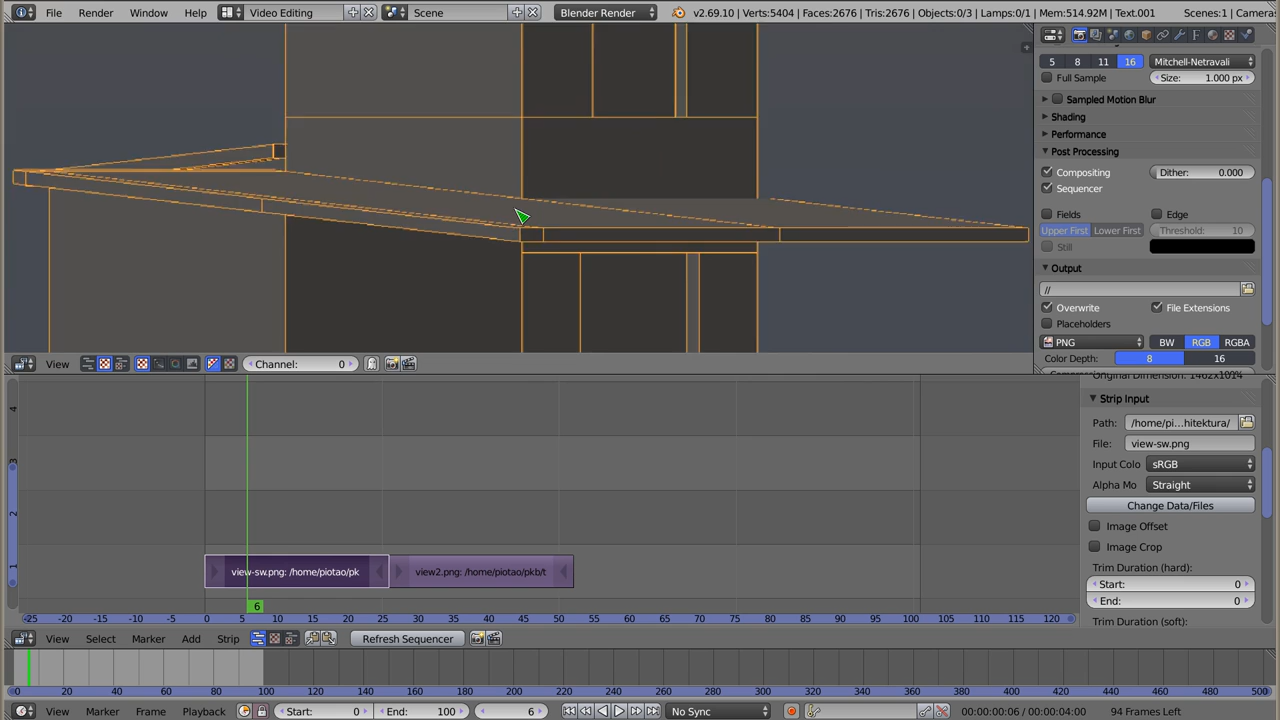 File Render Window Help Video Editing Scene Blender Render v2.69.10 | Verts:5404 | Faces:2676 | Tris:2676 | Objects:0/3 | Lamps:0/1 | Mem:514.92M | Text.001 Scenes:1 | Camera:
5 8 11 16 Mitchell-Netravali
Full Sample Size: 1.000 px
Sampled Motion Blur
Shading
Performance
Post Processing
Compositing Dither: 0.000
Sequencer
Fields Edge
Upper First Lower First Threshold: 10
Still
Output
//
Overwrite File Extensions
Placeholders
PNG BW RGB RGBA
Color Depth: 8 16
View Channel: 0
Original Dimension: 1462x1014
Strip Input
Path: /home/pi...hitektura/
File: view-sw.png
Input Colo sRGB
Alpha Mo Straight
Change Data/Files
Image Offset
Image Crop
Trim Duration (hard):
Start: 0
End: 0
Trim Duration (soft):
4
3
2
1
view-sw.png: /home/piotao/pk view2.png: /home/piotao/pkb/t
6
-25 -20 -15 -10 -5 0 5 10 15 20 25 30 35 40 45 50 55 60 65 70 75 80 85 90 95 100 105 110 115 120
View Select Marker Add Strip Refresh Sequencer
0 20 40 60 80 100 120 140 160 180 200 220 240 260 280 300 320 340 360 380 400 420 440 460 480 500
View Marker Frame Playback Start: 0 End: 100 6 No Sync 00:00:00:06 / 00:00:04:00 94 Frames Left